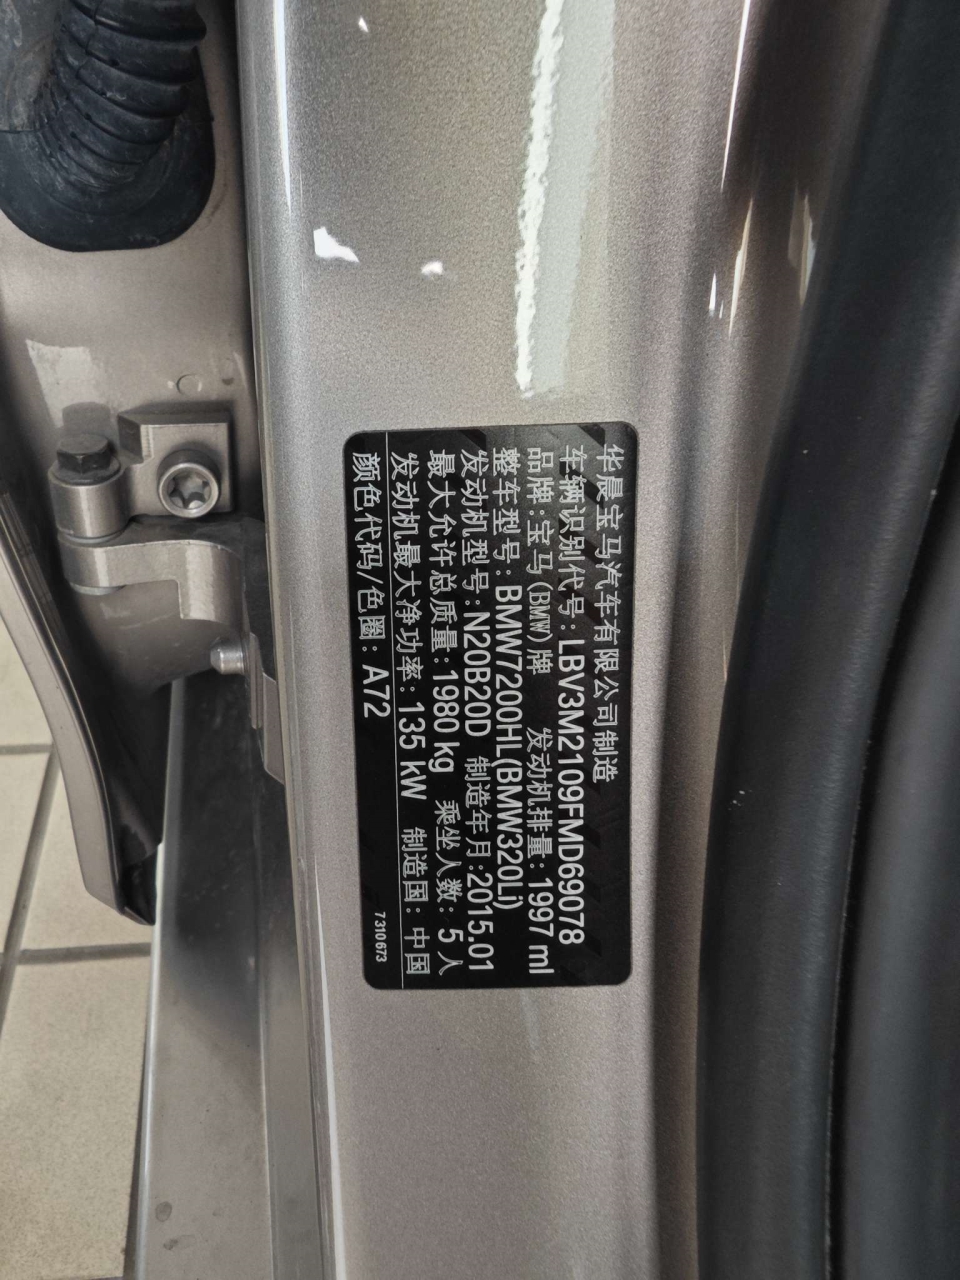 华晨宝马汽车有限公司制造
车辆识别代号:LBV3M2109FMD69078
品牌:宝马(BMW)牌 发动机排量:1997 ml
整车型号:BMW7200HL(BMW320Li)
发动机型号:N20B20D 制造年月:2015.01
最大允许总质量:1980 kg 乘坐人数:5人
发动机最大净功率:135 kW 制造国:中国
颜色代码/色圈:A72
7 310 673